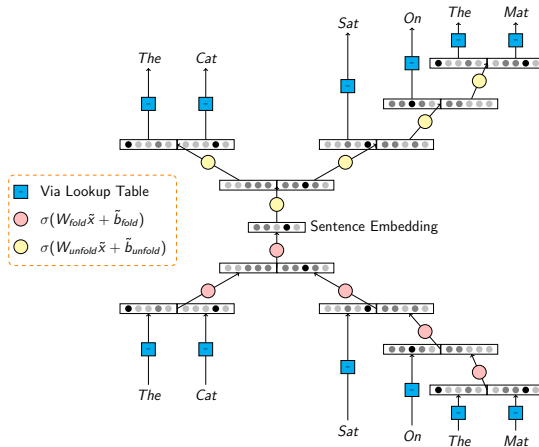 On
The
Mat
Sat
The
Cat
Via Lookup Table
σ(W_fold x̃ + b̃_fold)
Sentence Embedding
σ(W_unfold x̃ + b̃_unfold)
The
Cat
Sat
On
The
Mat